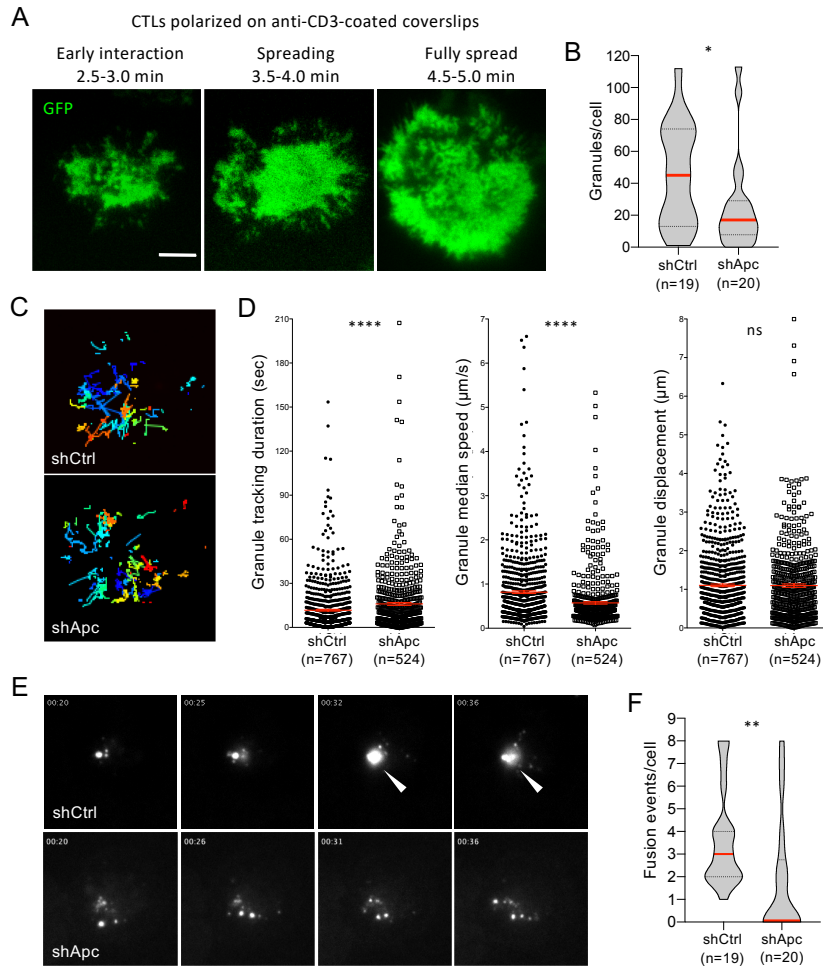 A
CTLs polarized on anti-CD3-coated coverslips
Early interaction
2.5-3.0 min
Spreading
3.5-4.0 min
Fully spread
4.5-5.0 min
GFP
B
Granules/cell
120
100
80
60
40
20
0
*
shCtrl
(n=19)
shApc
(n=20)
C
shCtrl
shApc
D
Granule tracking duration (sec)
210
180
150
120
90
60
30
0
****
shCtrl
(n=767)
shApc
(n=524)
Granule median speed (μm/s)
7
6
5
4
3
2
1
0
****
shCtrl
(n=767)
shApc
(n=524)
Granule displacement (μm)
8
7
6
5
4
3
2
1
0
ns
shCtrl
(n=767)
shApc
(n=524)
E
00:20
00:25
00:32
00:36
shCtrl
00:20
00:26
00:31
00:36
shApc
F
Fusion events/cell
9
8
7
6
5
4
3
2
1
0
**
shCtrl
(n=19)
shApc
(n=20)